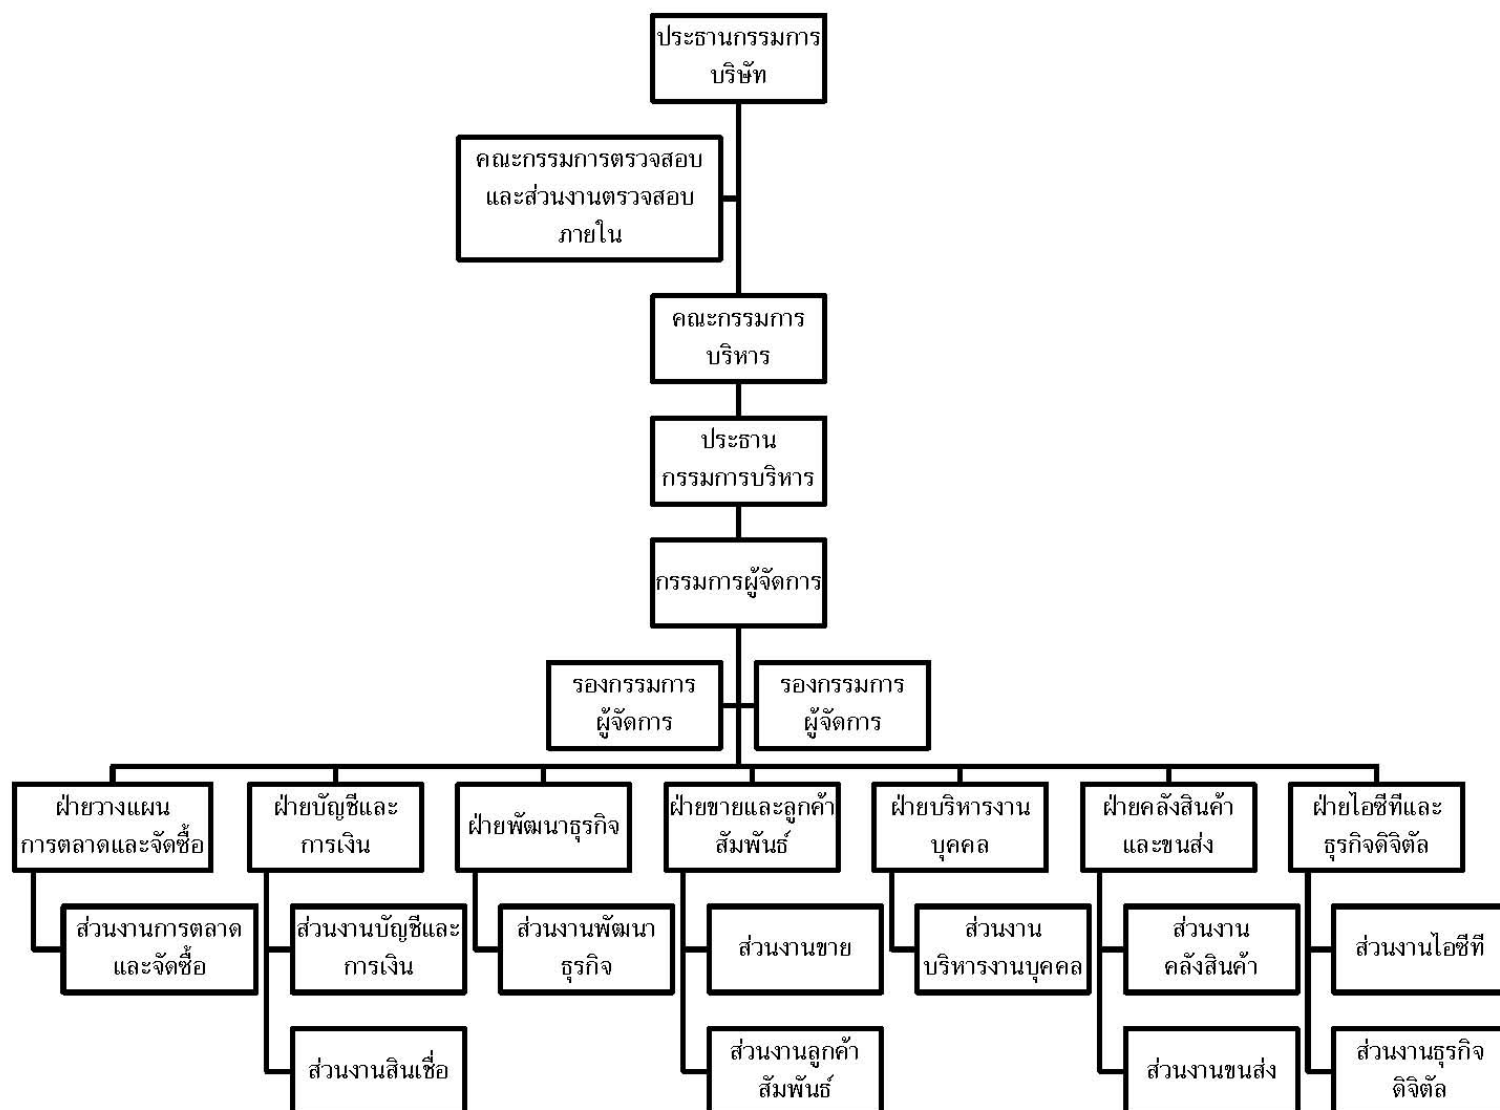 ประธานกรรมการ
บริษัท
คณะกรรมการตรวจสอบ
และส่วนงานตรวจสอบ
ภายใน
คณะกรรมการ
บริหาร
ประธาน
กรรมการบริหาร
กรรมการผู้จัดการ
รองกรรมการ
ผู้จัดการ
รองกรรมการ
ผู้จัดการ
ฝ่ายวางแผน
การตลาดและจัดซื้อ
ฝ่ายบัญชีและ
การเงิน
ฝ่ายพัฒนาธุรกิจ
ฝ่ายขายและลูกค้า
สัมพันธ์
ฝ่ายบริหารงาน
บุคคล
ฝ่ายคลังสินค้า
และขนส่ง
ฝ่ายไอซีทีและ
ธุรกิจดิจิตัล
ส่วนงานการตลาด
และจัดซื้อ
ส่วนงานบัญชีและ
การเงิน
ส่วนงานพัฒนา
ธุรกิจ
ส่วนงานขาย
ส่วนงาน
บริหารงานบุคคล
ส่วนงาน
คลังสินค้า
ส่วนงานไอซีที
ส่วนงานสินเชื่อ
ส่วนงานลูกค้า
สัมพันธ์
ส่วนงานขนส่ง
ส่วนงานธุรกิจ
ดิจิตัล